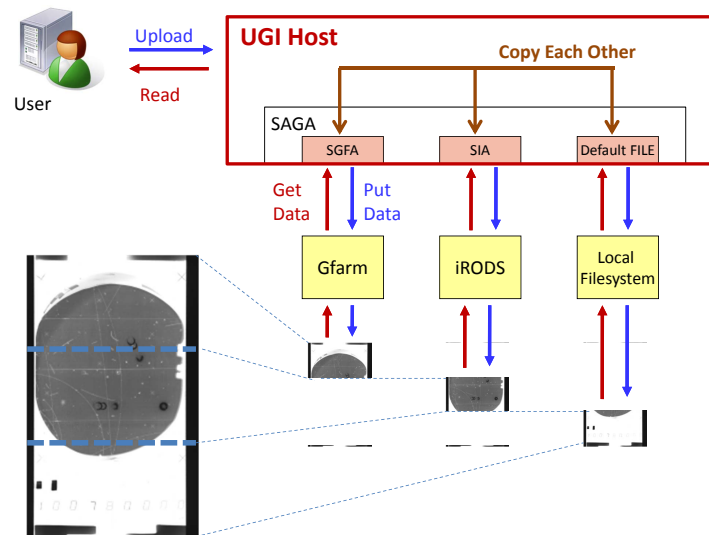 Upload
Read
User
UGI Host
Copy Each Other
SAGA
SGFA
SIA
Default FILE
Get
Data
Put
Data
Gfarm
iRODS
Local
Filesystem